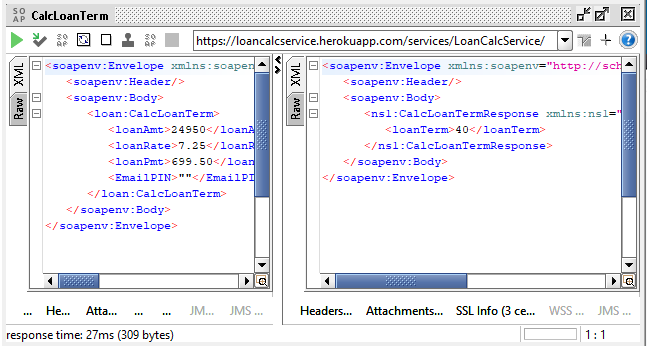 SO AP CalcLoanTerm
https://loancalcservice.herokuapp.com/services/LoanCalcService/
XML
Raw
<soapenv:Envelope xmlns:soapen
<soapenv:Header/>
<soapenv:Body>
<loan:CalcLoanTerm>
<loanAmt>24950</loanA
<loanRate>7.25</loanR
<loanPmt>699.50</loan
<EmailPIN>""</EmailPI
</loan:CalcLoanTerm>
</soapenv:Body>
</soapenv:Envelope>
XML
Raw
<soapenv:Envelope xmlns:soapenv="http://sch
<soapenv:Header/>
<soapenv:Body>
<ns1:CalcLoanTermResponse xmlns:ns1="
<loanTerm>40</loanTerm>
</ns1:CalcLoanTermResponse>
</soapenv:Body>
</soapenv:Envelope>
... He... Atta... ... ... JM... JMS ...
Headers... Attachments... SSL Info (3 ce... WSS ... JMS ...
response time: 27ms (309 bytes)
1 : 1